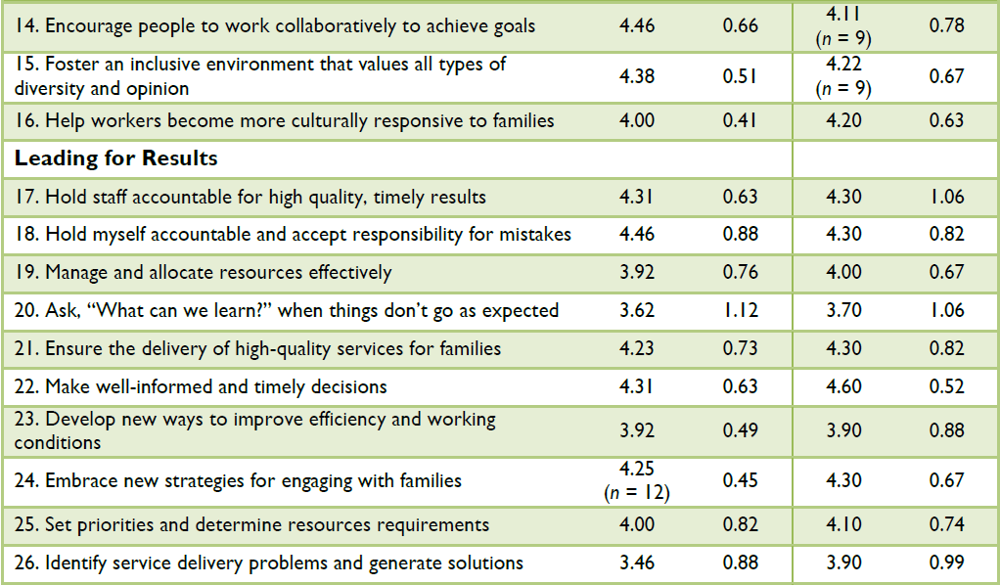 14. Encourage people to work collaboratively to achieve goals 4.46 0.66 4.11 (n = 9) 0.78
15. Foster an inclusive environment that values all types of
diversity and opinion 4.38 0.51 4.22 (n = 9) 0.67
16. Help workers become more culturally responsive to families 4.00 0.41 4.20 0.63
Leading for Results
17. Hold staff accountable for high quality, timely results 4.31 0.63 4.30 1.06
18. Hold myself accountable and accept responsibility for mistakes 4.46 0.88 4.30 0.82
19. Manage and allocate resources effectively 3.92 0.76 4.00 0.67
20. Ask, “What can we learn?” when things don’t go as expected 3.62 1.12 3.70 1.06
21. Ensure the delivery of high-quality services for families 4.23 0.73 4.30 0.82
22. Make well-informed and timely decisions 4.31 0.63 4.60 0.52
23. Develop new ways to improve efficiency and working
conditions 3.92 0.49 3.90 0.88
24. Embrace new strategies for engaging with families 4.25 (n = 12) 0.45 4.30 0.67
25. Set priorities and determine resources requirements 4.00 0.82 4.10 0.74
26. Identify service delivery problems and generate solutions 3.46 0.88 3.90 0.99